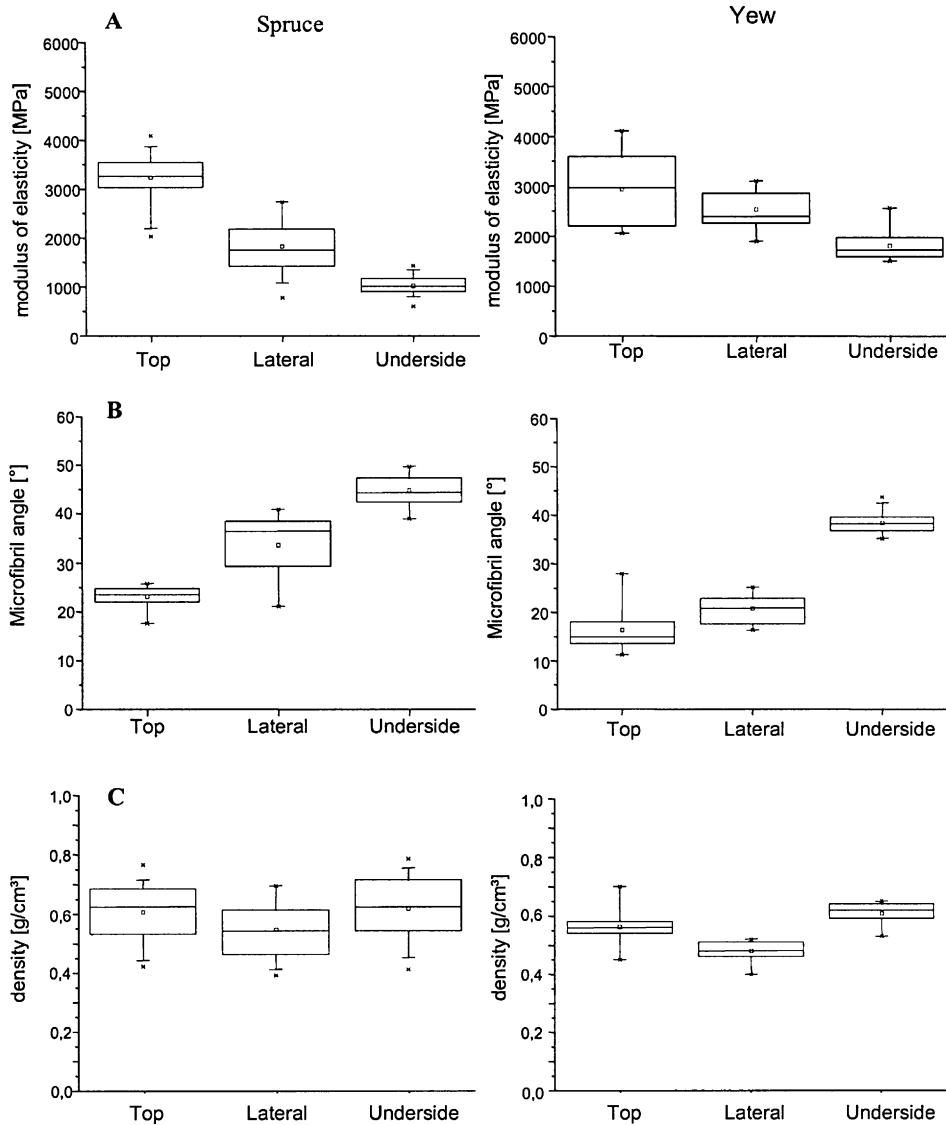 A
Spruce
Yew
modulus of elasticity [MPa]
6000
5000
4000
3000
2000
1000
0
Top Lateral Underside
modulus of elasticity [MPa]
6000
5000
4000
3000
2000
1000
0
Top Lateral Underside
B
Microfibril angle [°]
60
50
40
30
20
10
0
Top Lateral Underside
Microfibril angle [°]
60
50
40
30
20
10
0
Top Lateral Underside
C
density [g/cm³]
1,0
0,8
0,6
0,4
0,2
0,0
Top Lateral Underside
density [g/cm³]
1,0
0,8
0,6
0,4
0,2
0,0
Top Lateral Underside